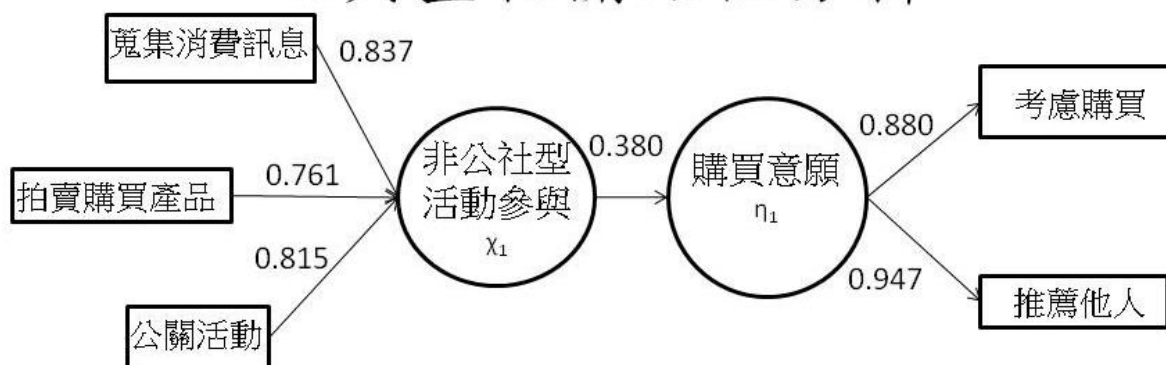 蒐集消費訊息
0.837
拍賣購買產品
0.761
公關活動
0.815
非公社型
活動參與
χ₁
0.380
購買意願
η₁
0.880
考慮購買
0.947
推薦他人